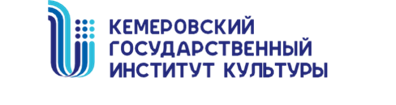 КЕМЕРОВСКИЙ
ГОСУДАРСТВЕННЫЙ
ИНСТИТУТ КУЛЬТУРЫ